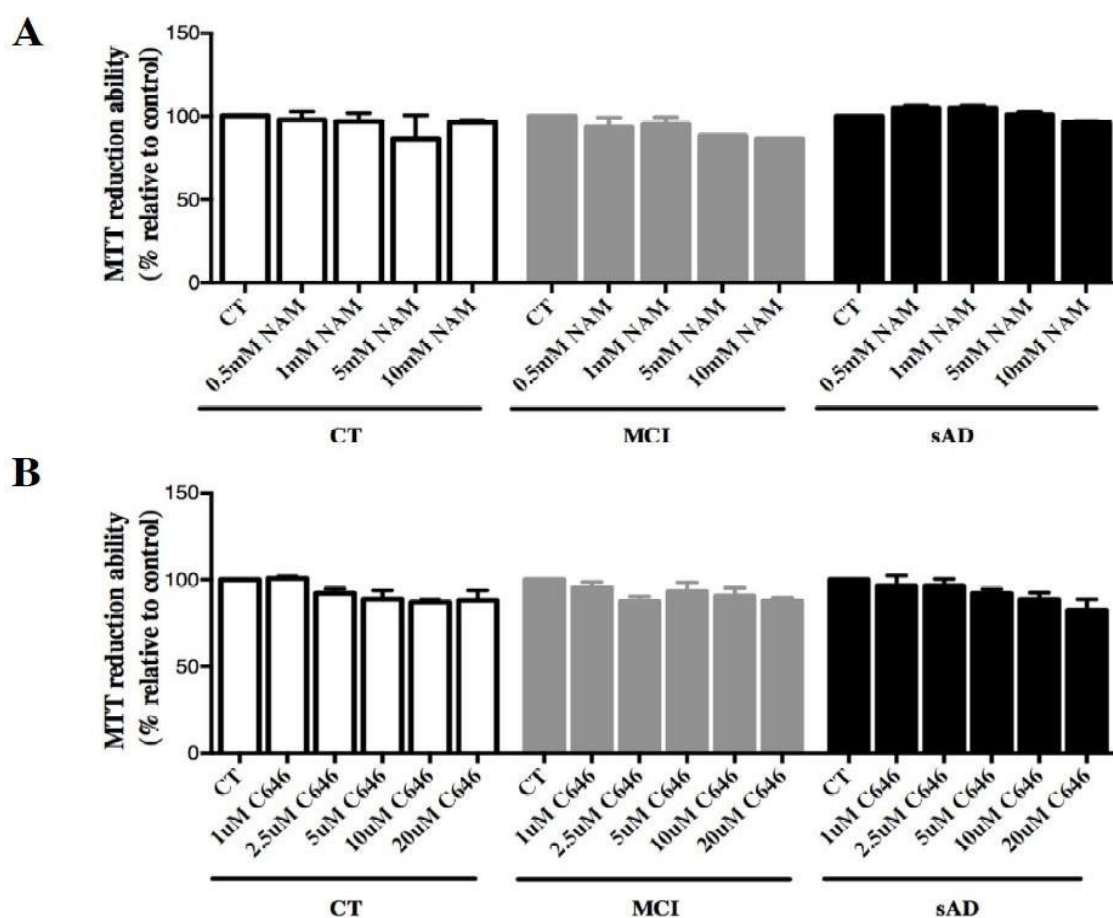 A
MTT reduction ability
(% relative to control)
150
100
50
0
CT
0.5mM NAM
1mM NAM
5mM NAM
10mM NAM
CT
0.5mM NAM
1mM NAM
5mM NAM
10mM NAM
CT
0.5mM NAM
1mM NAM
5mM NAM
10mM NAM
CT
MCI
sAD
B
MTT reduction ability
(% relative to control)
150
100
50
0
CT
1uM C646
2.5uM C646
5uM C646
10uM C646
20uM C646
CT
1uM C646
2.5uM C646
5uM C646
10uM C646
20uM C646
CT
1uM C646
2.5uM C646
5uM C646
10uM C646
20uM C646
CT
MCI
sAD